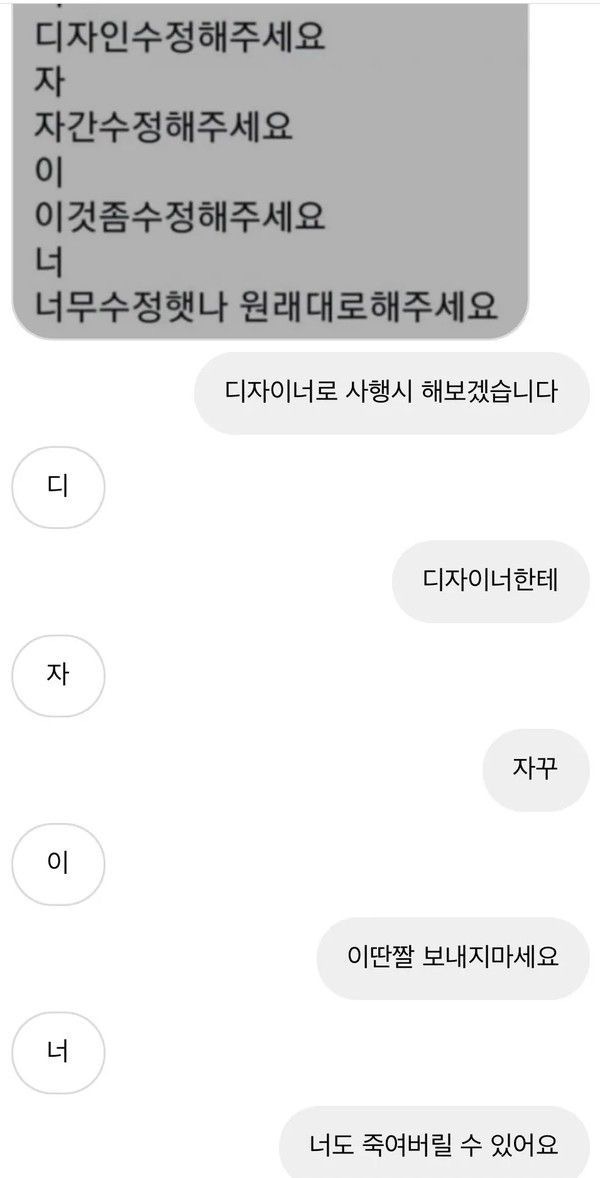 디자인수정해주세요
자
자간수정해주세요
이
이것좀수정해주세요
너
너무수정햇나 원래대로해주세요
디자이너로 사행시 해보겠습니다
디
디자이너한테
자
자꾸
이
이딴짤 보내지마세요
너
너도 죽여버릴 수 있어요